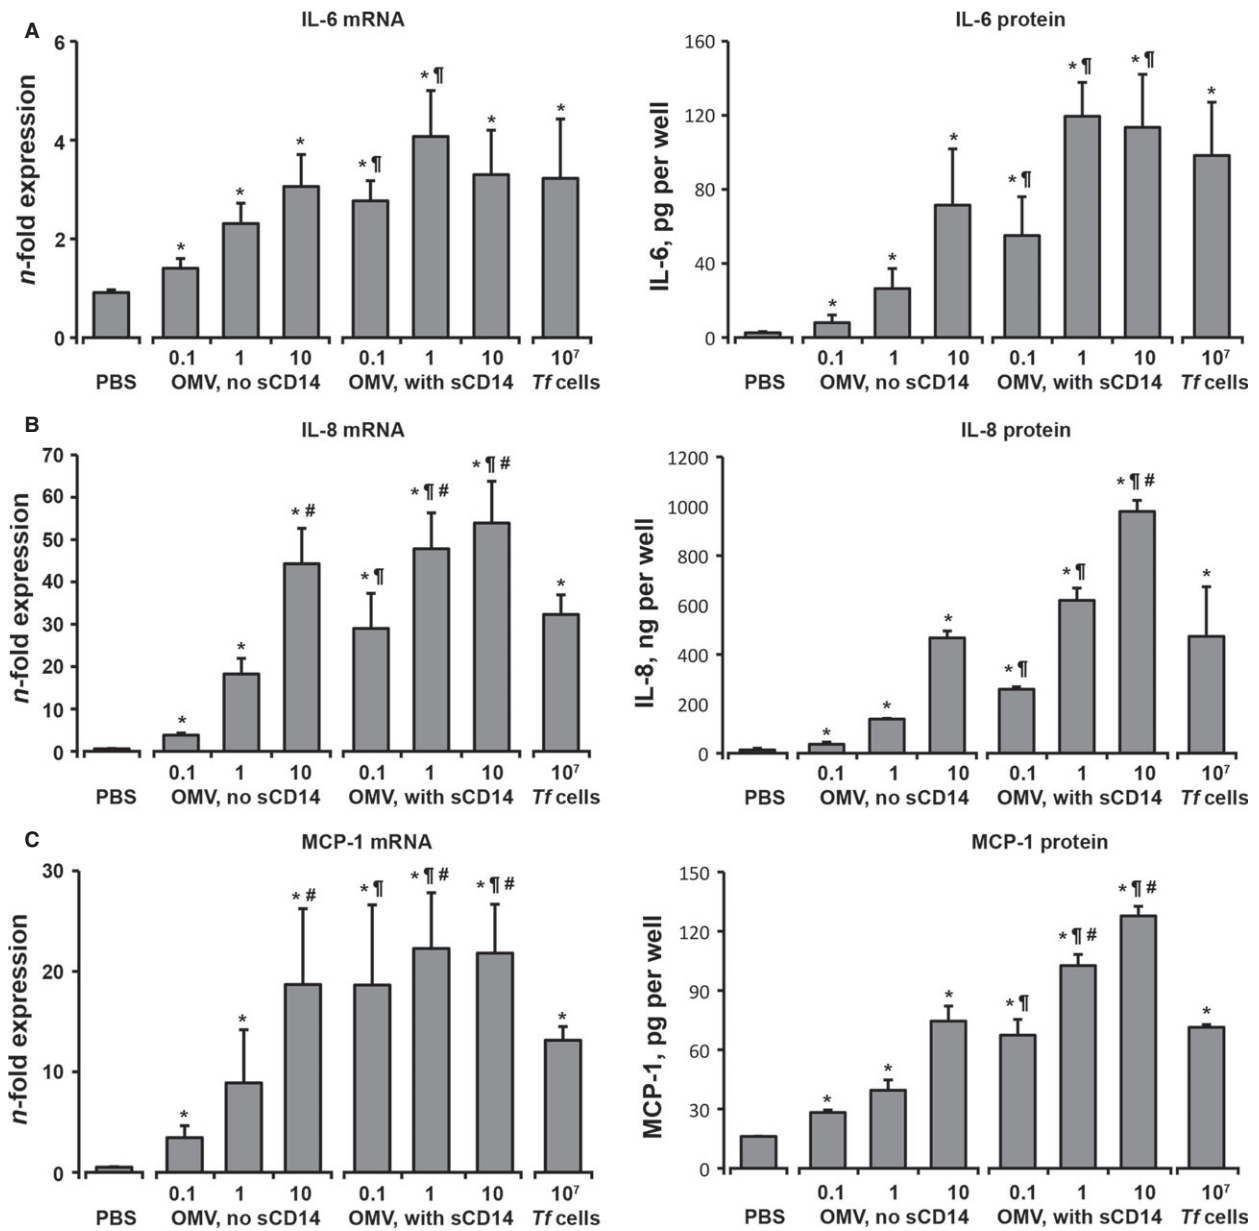 A
IL-6 mRNA
n-fold expression
6
4
2
0
*
*
*
* ¶
* ¶
*
*
0.1 1 10 0.1 1 10 10⁷
PBS OMV, no sCD14 OMV, with sCD14 Tf cells
IL-6 protein
IL-6, pg per well
160
120
80
40
0
*
*
*
* ¶
* ¶
* ¶
*
0.1 1 10 0.1 1 10 10⁷
PBS OMV, no sCD14 OMV, with sCD14 Tf cells
B
IL-8 mRNA
n-fold expression
70
60
50
40
30
20
10
0
*
*
* #
* ¶
* ¶ #
* ¶ #
*
0.1 1 10 0.1 1 10 10⁷
PBS OMV, no sCD14 OMV, with sCD14 Tf cells
IL-8 protein
IL-8, ng per well
1200
1000
800
600
400
200
0
*
*
*
* ¶
* ¶
* ¶ #
*
0.1 1 10 0.1 1 10 10⁷
PBS OMV, no sCD14 OMV, with sCD14 Tf cells
C
MCP-1 mRNA
n-fold expression
30
20
10
0
*
*
* #
* ¶
* ¶ #
* ¶ #
*
0.1 1 10 0.1 1 10 10⁷
PBS OMV, no sCD14 OMV, with sCD14 Tf cells
MCP-1 protein
MCP-1, pg per well
150
120
90
60
30
0
*
*
*
* ¶
* ¶ #
* ¶ #
*
0.1 1 10 0.1 1 10 10⁷
PBS OMV, no sCD14 OMV, with sCD14 Tf cells